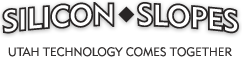 SILICON◆SLOPES
UTAH TECHNOLOGY COMES TOGETHER